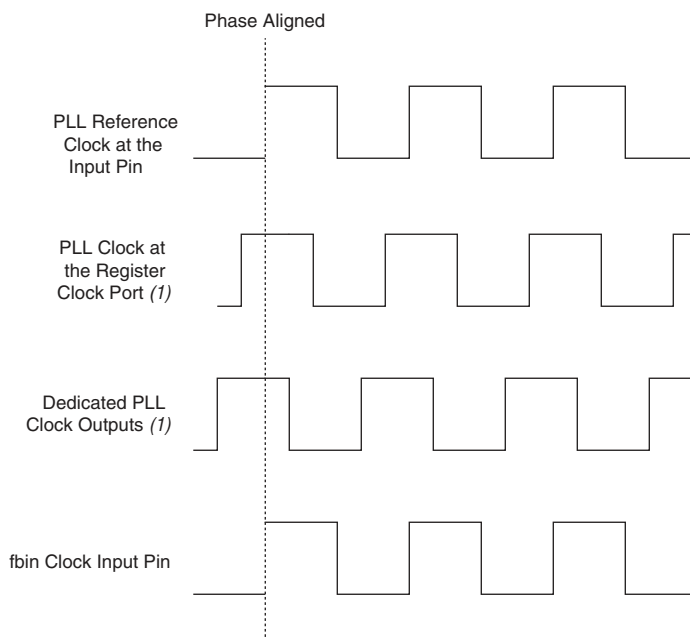 Phase Aligned
PLL Reference
Clock at the
Input Pin
PLL Clock at
the Register
Clock Port (1)
Dedicated PLL
Clock Outputs (1)
fbin Clock Input Pin